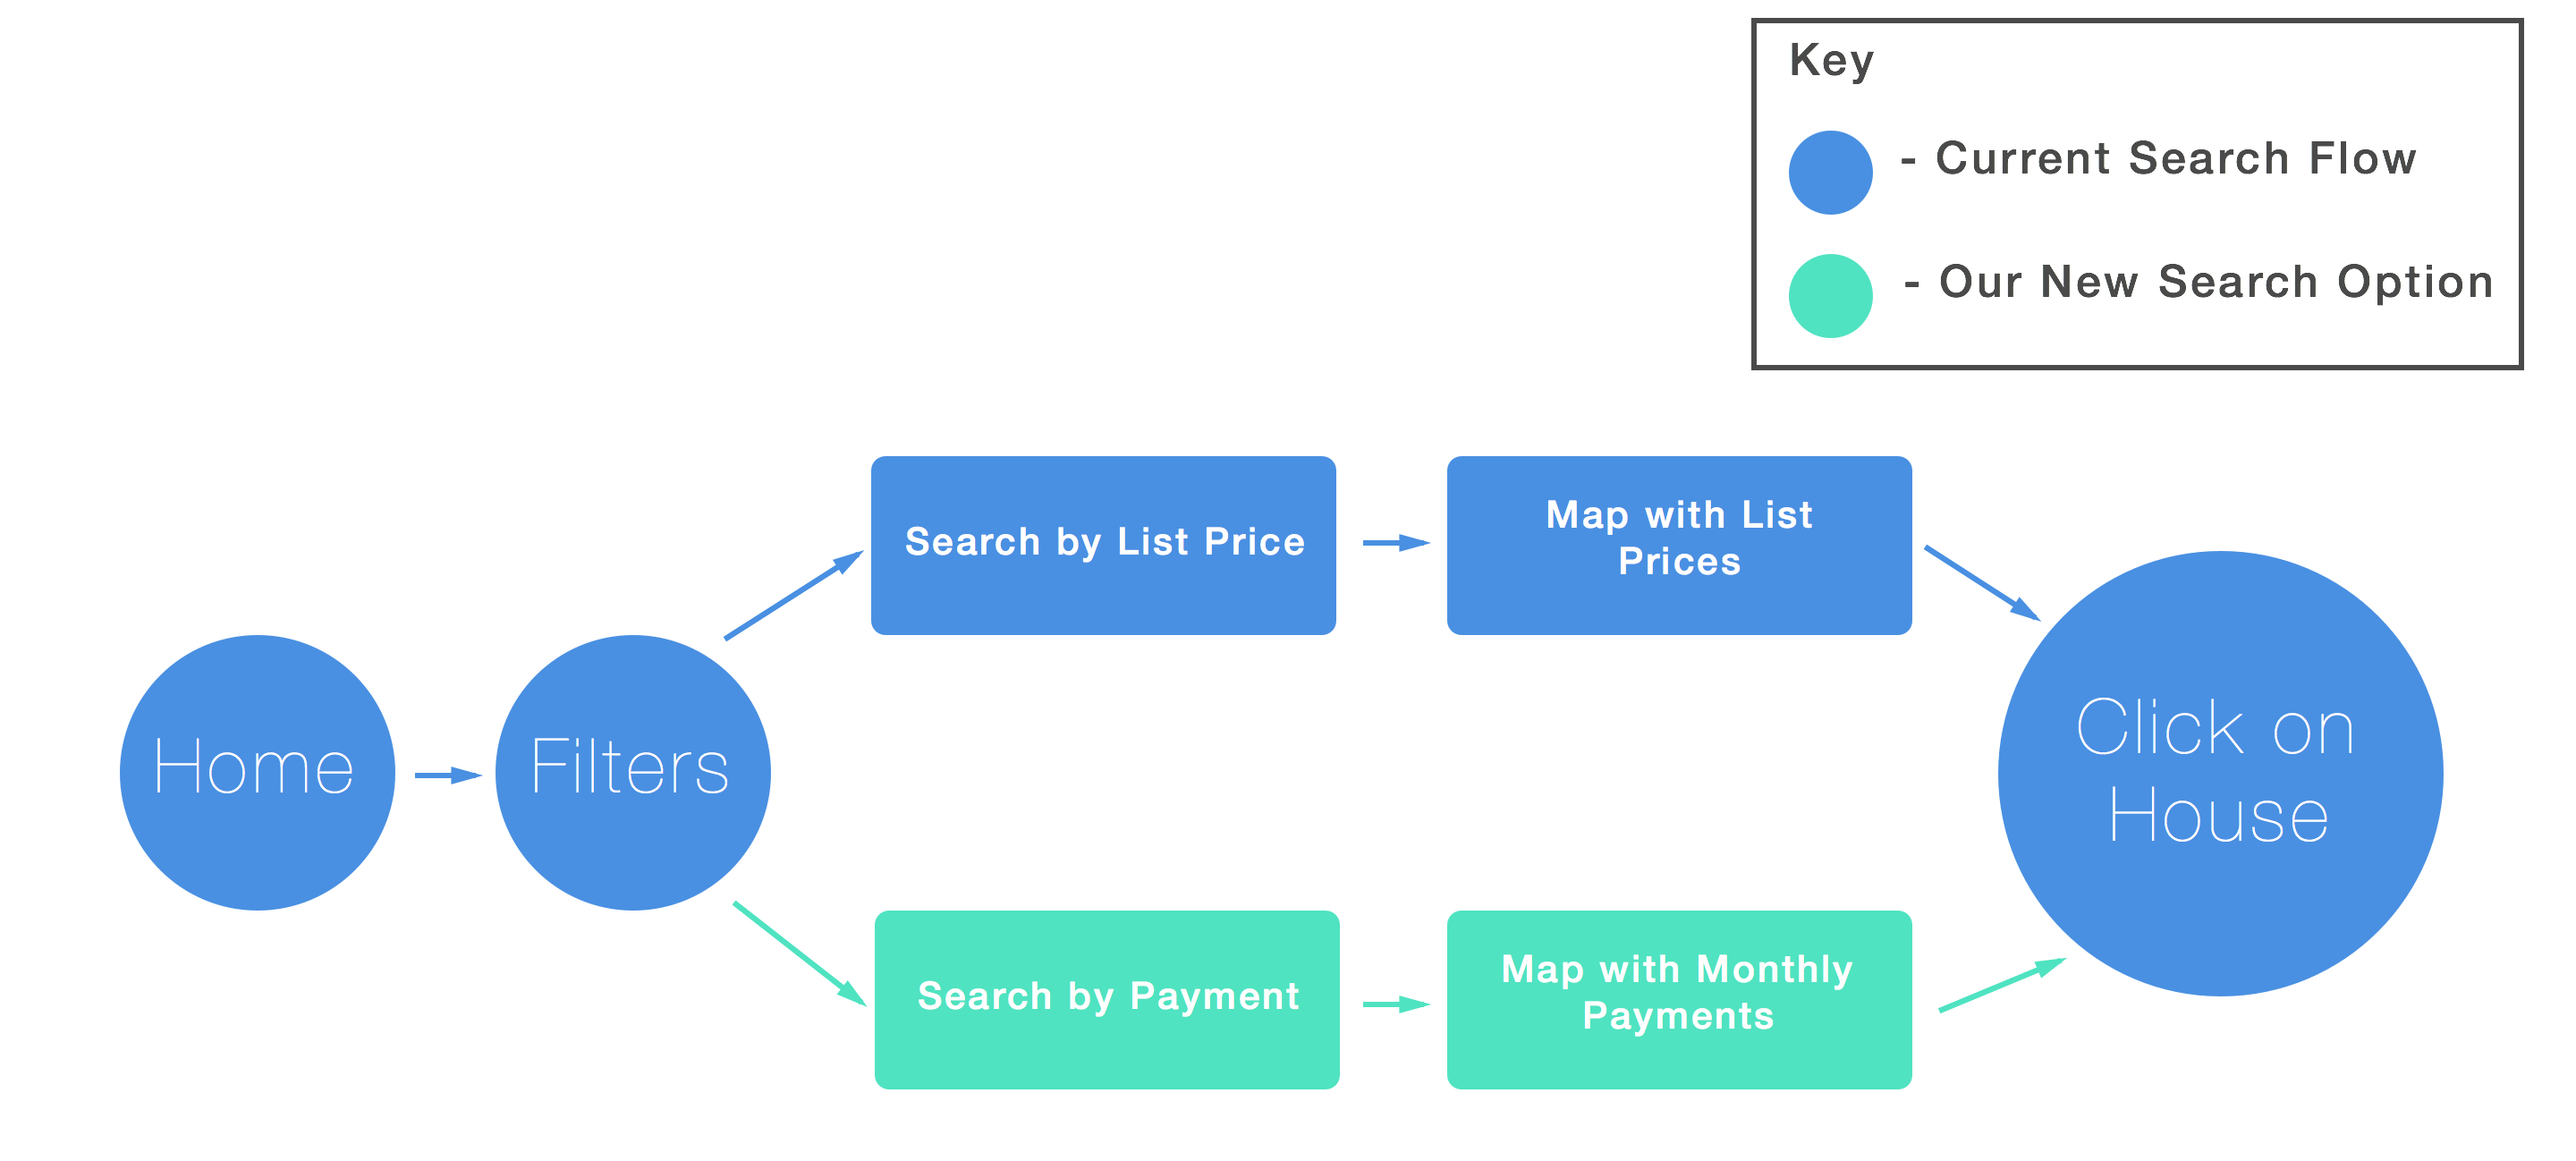 Key
- Current Search Flow
- Our New Search Option
Home
Filters
Search by List Price
Map with List
Prices
Search by Payment
Map with Monthly
Payments
Click on
House